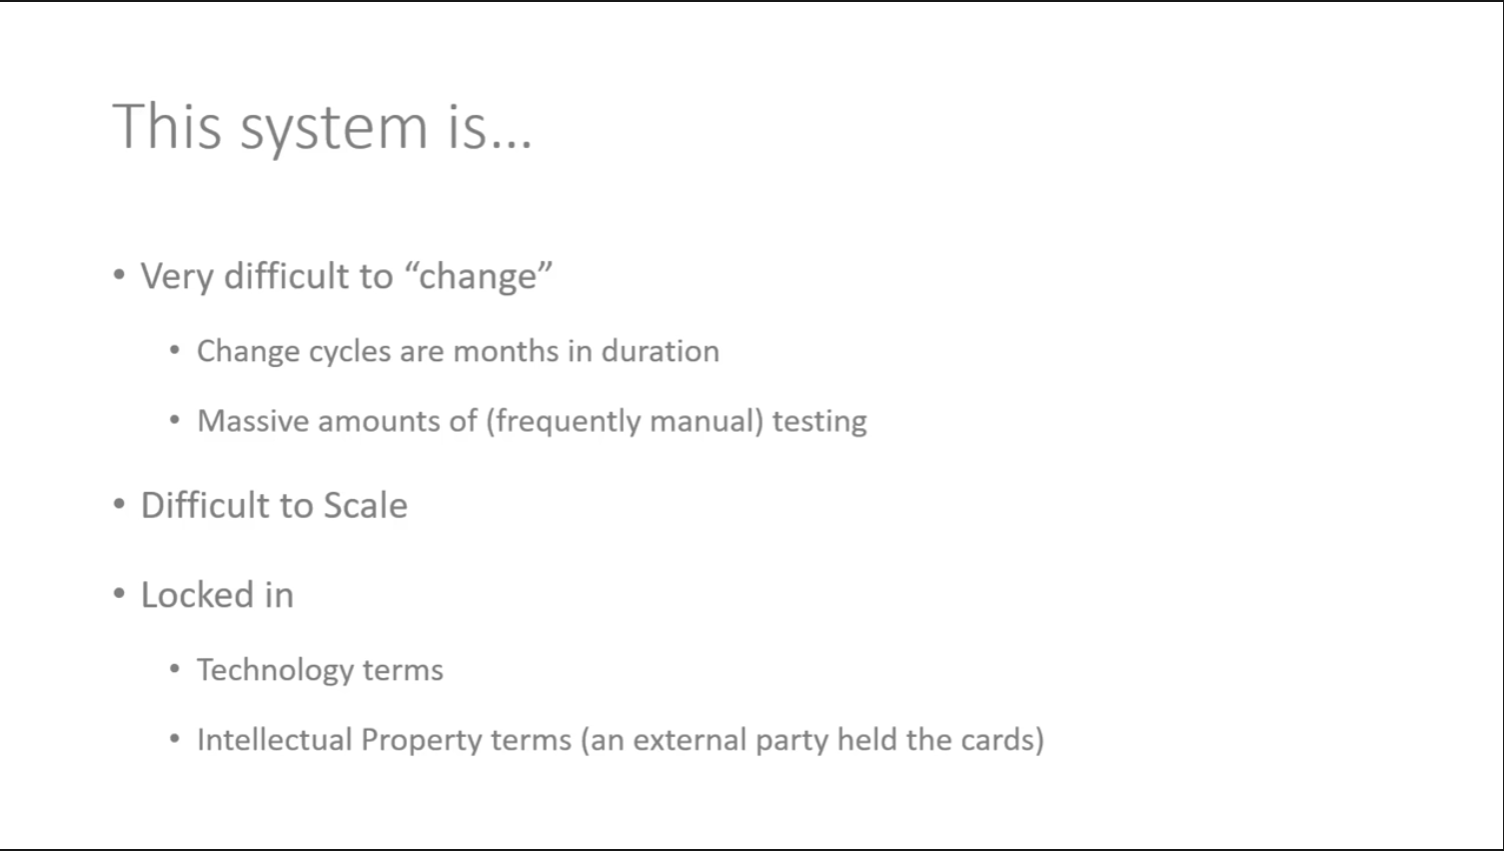 This system is...
• Very difficult to “change”
• Change cycles are months in duration
• Massive amounts of (frequently manual) testing
• Difficult to Scale
• Locked in
• Technology terms
• Intellectual Property terms (an external party held the cards)